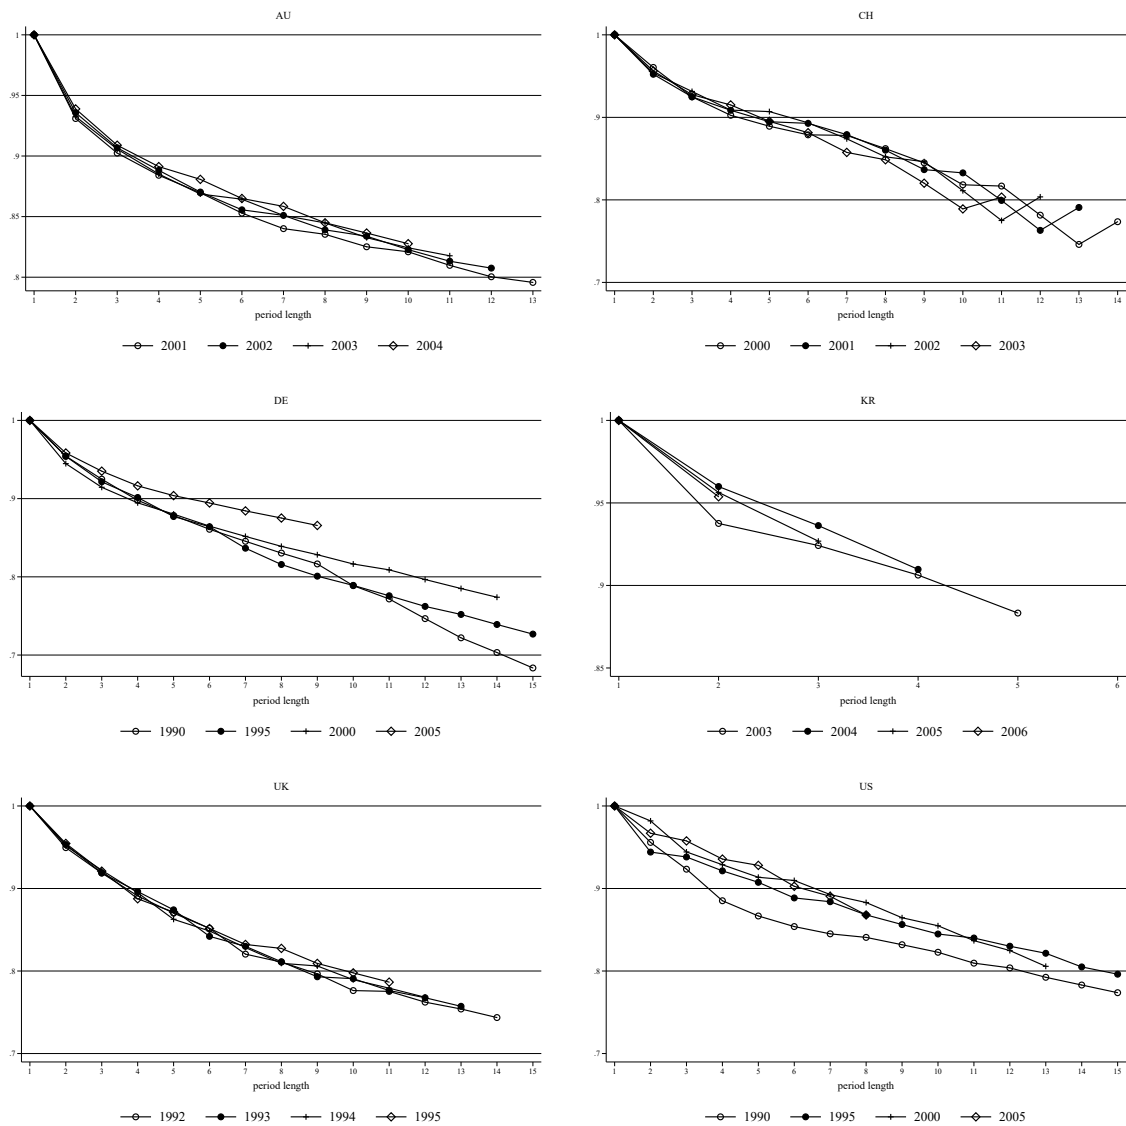 AU
1
.95
.9
.85
.8
1 2 3 4 5 6 7 8 9 10 11 12 13
period length
2001 2002 2003 2004
CH
1
.9
.8
.7
1 2 3 4 5 6 7 8 9 10 11 12 13 14
period length
2000 2001 2002 2003
DE
1
.9
.8
.7
1 2 3 4 5 6 7 8 9 10 11 12 13 14 15
period length
1990 1995 2000 2005
KR
1
.95
.9
.85
1 2 3 4 5 6
period length
2003 2004 2005 2006
UK
1
.9
.8
.7
1 2 3 4 5 6 7 8 9 10 11 12 13 14 15
period length
1992 1993 1994 1995
US
1
.9
.8
.7
1 2 3 4 5 6 7 8 9 10 11 12 13 14 15
period length
1990 1995 2000 2005